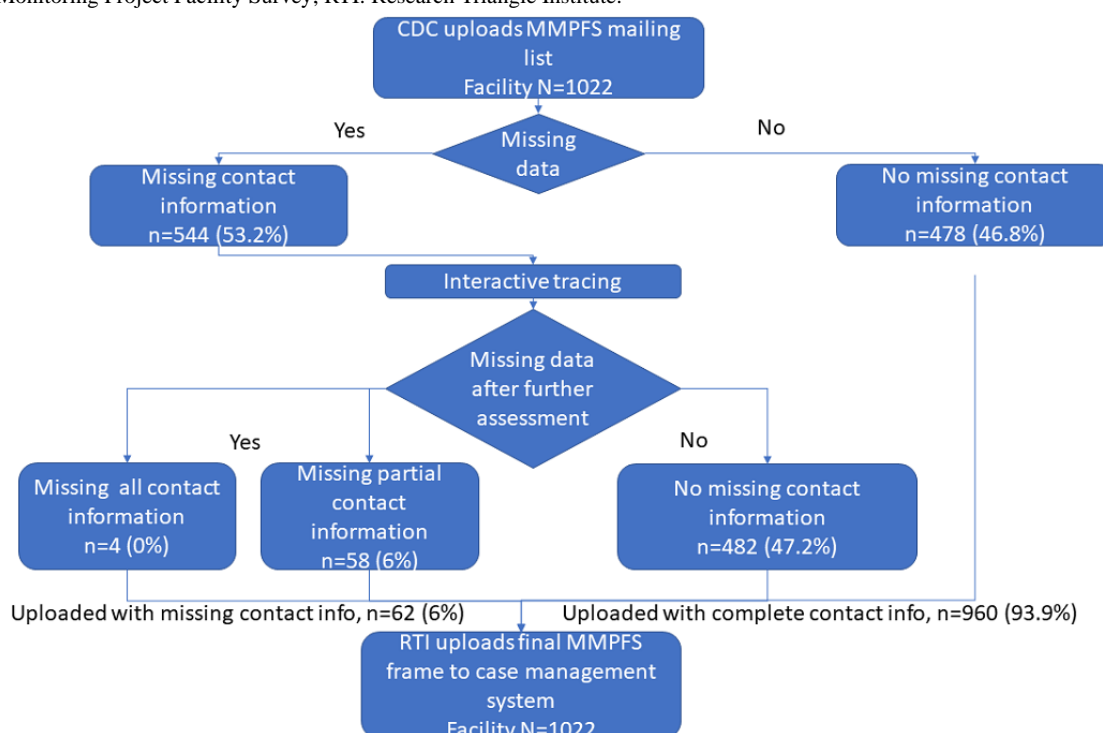 Monitoring Project Facility Survey; RTI: Research Triangle Institute.
CDC uploads MMPFS mailing
list
Facility N=1022
Missing
data
Yes
No
Missing contact
information
n=544 (53.2%)
No missing contact
information
n=478 (46.8%)
Interactive tracing
Missing data
after further
assessment
Yes
No
Missing all contact
information
n=4 (0%)
Missing partial
contact
information
n=58 (6%)
No missing contact
information
n=482 (47.2%)
Uploaded with missing contact info, n=62 (6%)
Uploaded with complete contact info, n=960 (93.9%)
RTI uploads final MMPFS
frame to case management
system
Facility N=1022